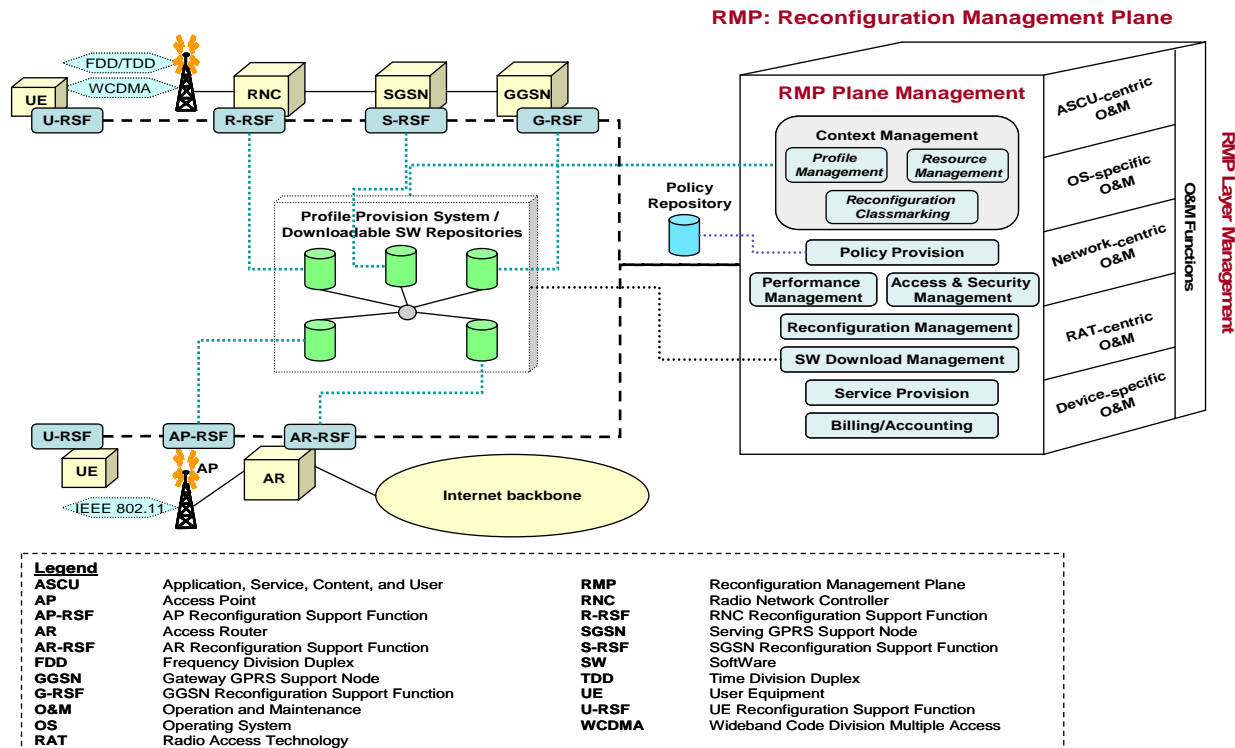 RMP: Reconfiguration Management Plane
FDD/TDD
WCDMA
UE
RNC
SGSN
GGSN
U-RSF
R-RSF
S-RSF
G-RSF
Profile Provision System /
Downloadable SW Repositories
Policy
Repository
U-RSF
AP-RSF
AR-RSF
UE
AP
AR
IEEE 802.11
Internet backbone
RMP Plane Management
Context Management
Profile
Management
Resource
Management
Reconfiguration
Classmarking
Policy Provision
Performance
Management
Access & Security
Management
Reconfiguration Management
SW Download Management
Service Provision
Billing/Accounting
ASCU-centric
O&M
OS-specific
O&M
Network-centric
O&M
RAT-centric
O&M
Device-specific
O&M
O&M Functions
RMP Layer Management
Legend
ASCU Application, Service, Content, and User
AP Access Point
AP-RSF AP Reconfiguration Support Function
AR Access Router
AR-RSF AR Reconfiguration Support Function
FDD Frequency Division Duplex
GGSN Gateway GPRS Support Node
G-RSF GGSN Reconfiguration Support Function
O&M Operation and Maintenance
OS Operating System
RAT Radio Access Technology
RMP Reconfiguration Management Plane
RNC Radio Network Controller
R-RSF RNC Reconfiguration Support Function
SGSN Serving GPRS Support Node
S-RSF SGSN Reconfiguration Support Function
SW SoftWare
TDD Time Division Duplex
UE User Equipment
U-RSF UE Reconfiguration Support Function
WCDMA Wideband Code Division Multiple Access